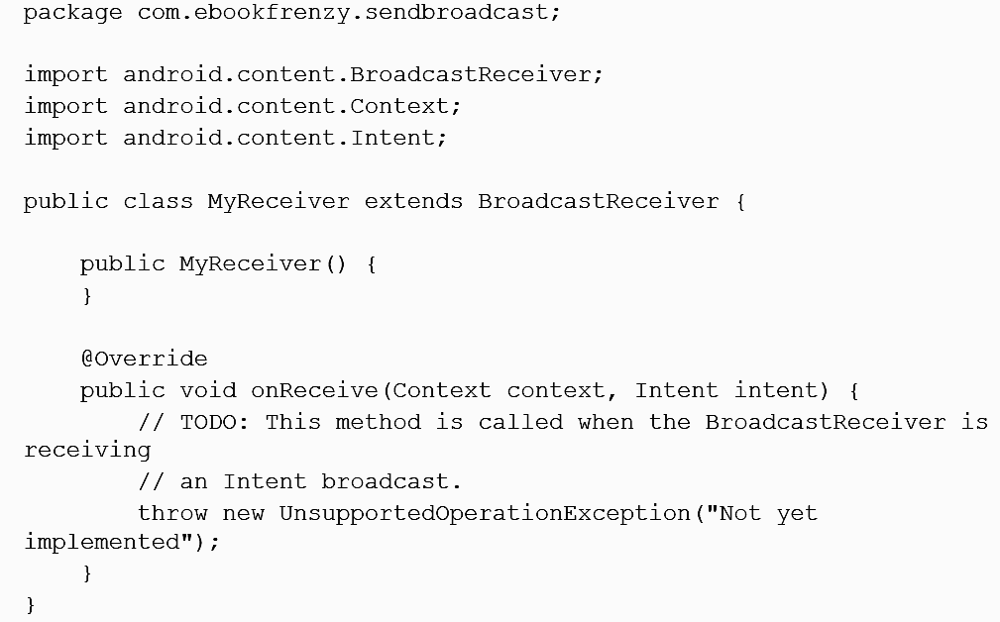 package com.ebookfrenzy.sendbroadcast;
import android.content.BroadcastReceiver;
import android.content.Context;
import android.content.Intent;
public class MyReceiver extends BroadcastReceiver {
public MyReceiver() {
}
@Override
public void onReceive(Context context, Intent intent) {
// TODO: This method is called when the BroadcastReceiver is
receiving
// an Intent broadcast.
throw new UnsupportedOperationException("Not yet
implemented");
}
}